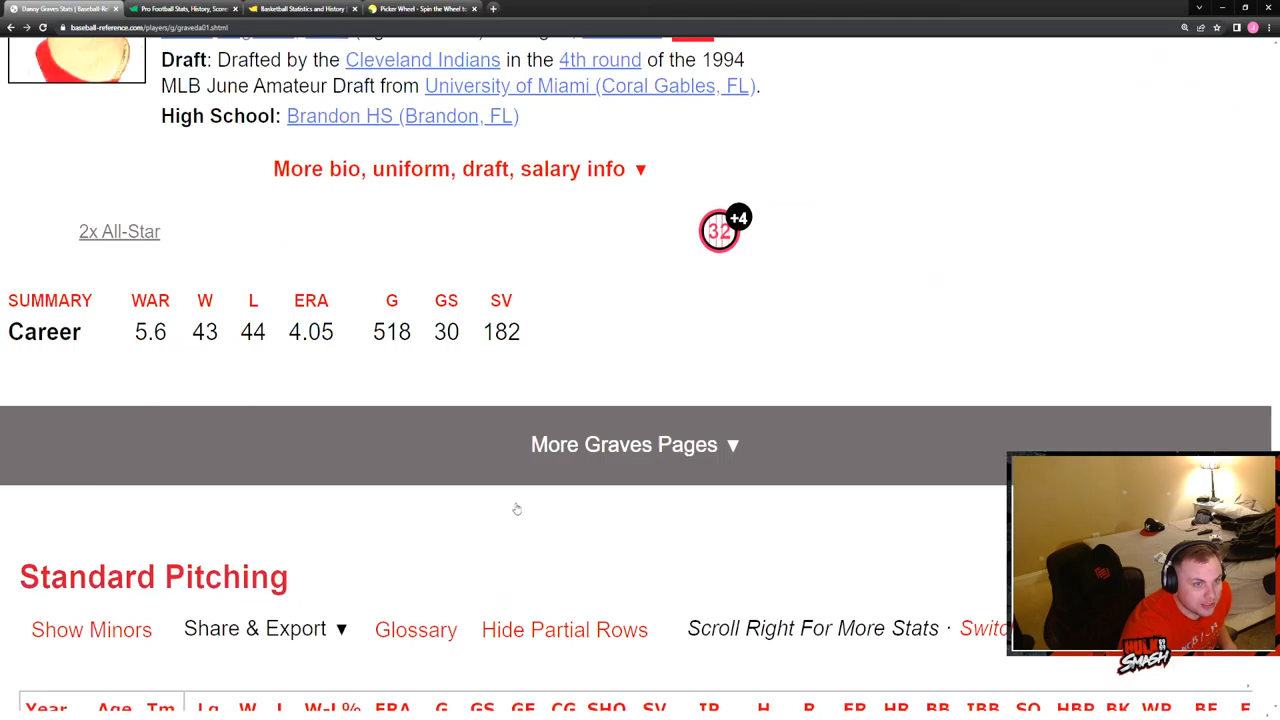 Danny Graves Stats | Baseball-Re
Pro Football Stats, History, Score
Basketball Statistics and History |
Picker Wheel - Spin the Wheel t
baseball-reference.com/players/g/graveda01.shtml
Draft: Drafted by the Cleveland Indians in the 4th round of the 1994
MLB June Amateur Draft from University of Miami (Coral Gables, FL).
High School: Brandon HS (Brandon, FL)
More bio, uniform, draft, salary info ▼
2x All-Star
32 +4
SUMMARY WAR W L ERA G GS SV
Career 5.6 43 44 4.05 518 30 182
More Graves Pages ▼
Standard Pitching
Show Minors Share & Export ▼ Glossary Hide Partial Rows Scroll Right For More Stats · Switc
Year Age Tm Lg W L W-L% ERA G GS GF CG SHO SV IP H R ER HR BB IBB SO HBP BK WP BF E
SMASH